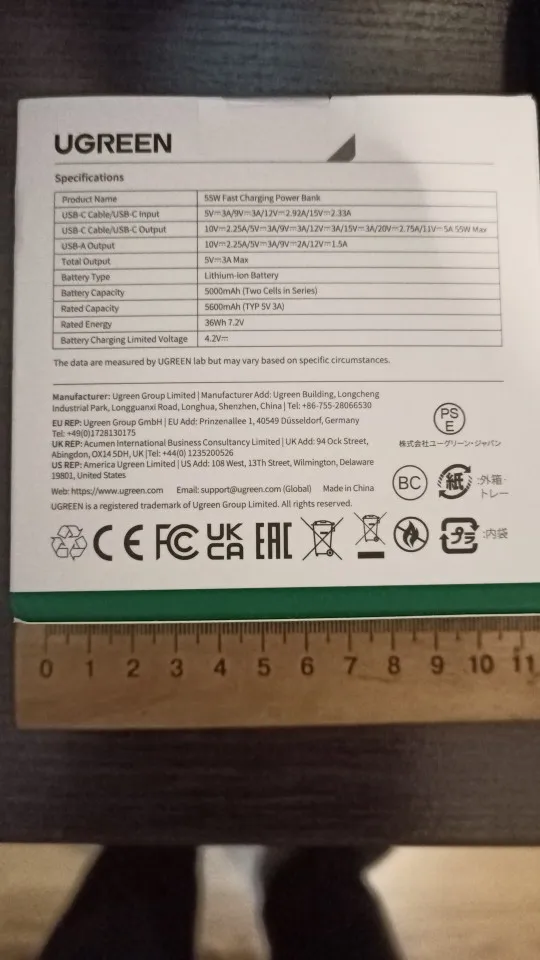 UGREEN
Specifications
Product Name 55W Fast Charging Power Bank
USB-C Cable/USB-C Input 5V⎓3A/9V⎓3A/12V⎓2.92A/15V⎓2.33A
USB-C Cable/USB-C Output 10V⎓2.25A/5V⎓3A/9V⎓3A/12V⎓3A/15V⎓3A/20V⎓2.75A/11V⎓5A 55W Max
USB-A Output 10V⎓2.25A/5V⎓3A/9V⎓2A/12V⎓1.5A
Total Output 5V⎓3A Max
Battery Type Lithium-ion Battery
Battery Capacity 5000mAh (Two Cells in Series)
Rated Capacity 5600mAh (TYP 5V 3A)
Rated Energy 36Wh 7.2V
Battery Charging Limited Voltage 4.2V⎓
The data are measured by UGREEN lab but may vary based on specific circumstances.
Manufacturer: Ugreen Group Limited | Manufacturer Add: Ugreen Building, Longcheng
Industrial Park, Longguanxi Road, Longhua, Shenzhen, China | Tel: +86-755-28066530
EU REP: Ugreen Group GmbH | EU Add: Prinzenallee 1, 40549 Düsseldorf, Germany
Tel: +49(0)1728130175
UK REP: Acumen International Business Consultancy Limited | UK Add: 94 Ock Street,
Abingdon, OX14 5DH, UK |Tel: +44(0) 1235200526
US REP: America Ugreen Limited | US Add: 108 West, 13Th Street, Wilmington, Delaware
19801, United States
Web: https://www.ugreen.com Email: support@ugreen.com (Global) Made in China
UGREEN is a registered trademark of Ugreen Group Limited. All rights reserved.
PS
E
株式会社ユーグリーン・ジャパン
BC 紙 :外箱・
トレー
CE FC UK
CA EAC プラ :内袋
0 1 2 3 4 5 6 7 8 9 10 11